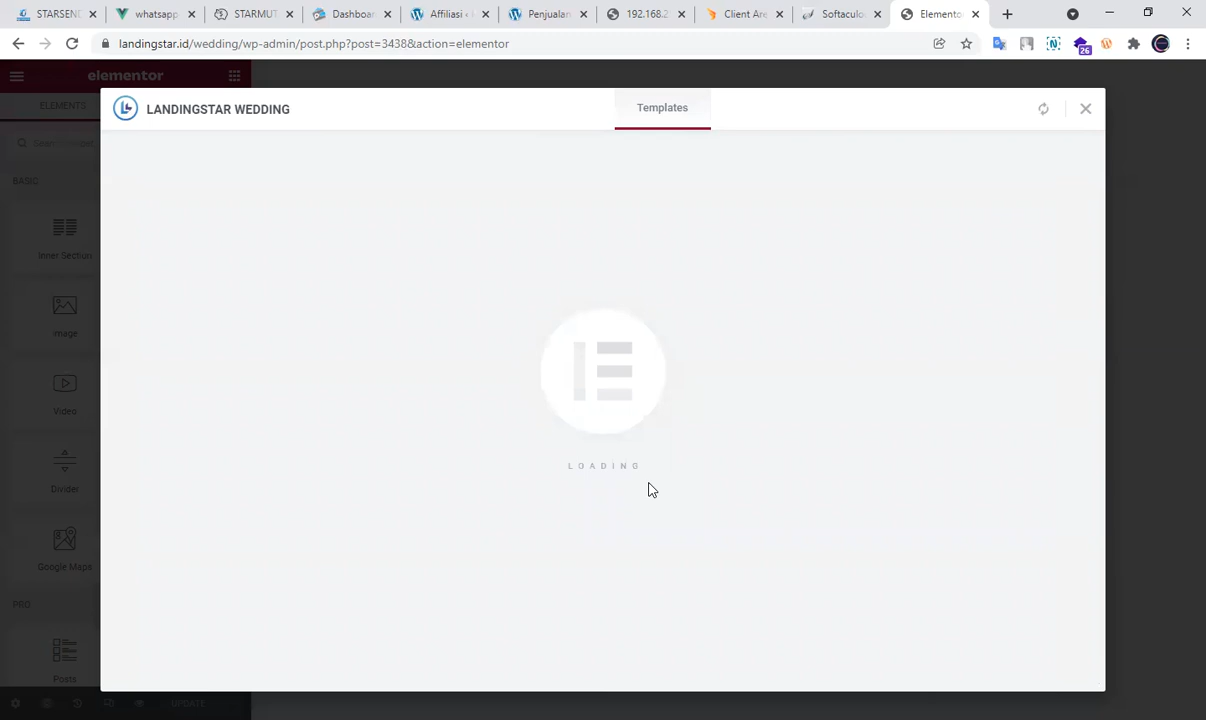 STARSEND
whatsapp
STARMUT
Dashboar
Affiliasi ‹
Penjualan
192.168.2
Client Are
Softaculo
Elemento
landingstar.id/wedding/wp-admin/post.php?post=3438&action=elementor
26
elementor
ELEMENTS
LANDINGSTAR WEDDING
Templates
BASIC
Inner Section
Image
Video
Divider
Google Maps
PRO
Posts
UPDATE
LOADING